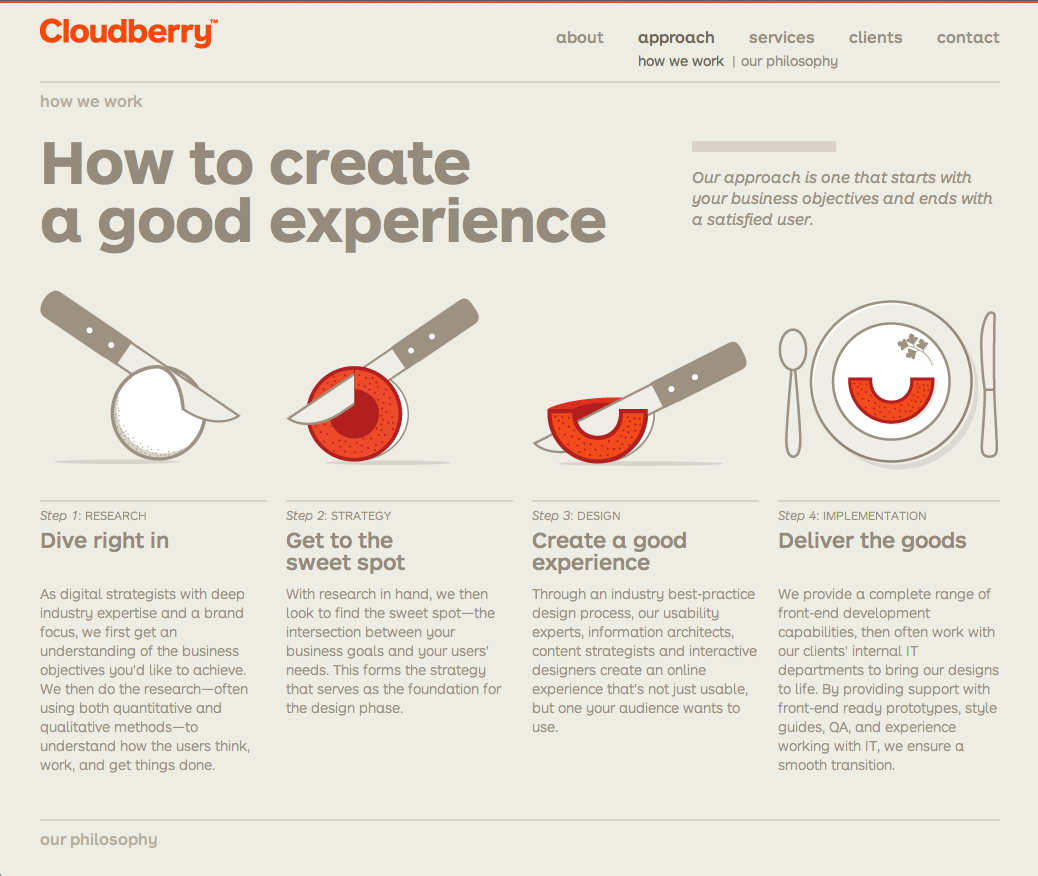 Cloudberry™
about approach services clients contact
how we work | our philosophy
how we work
How to create
a good experience
Our approach is one that starts with
your business objectives and ends with
a satisfied user.
Step 1: RESEARCH
Dive right in
As digital strategists with deep
industry expertise and a brand
focus, we first get an
understanding of the business
objectives you'd like to achieve.
We then do the research—often
using both quantitative and
qualitative methods—to
understand how the users think,
work, and get things done.
Step 2: STRATEGY
Get to the
sweet spot
With research in hand, we then
look to find the sweet spot—the
intersection between your
business goals and your users'
needs. This forms the strategy
that serves as the foundation for
the design phase.
Step 3: DESIGN
Create a good
experience
Through an industry best-practice
design process, our usability
experts, information architects,
content strategists and interactive
designers create an online
experience that's not just usable,
but one your audience wants to
use.
Step 4: IMPLEMENTATION
Deliver the goods
We provide a complete range of
front-end development
capabilities, then often work with
our clients' internal IT
departments to bring our designs
to life. By providing support with
front-end ready prototypes, style
guides, QA, and experience
working with IT, we ensure a
smooth transition.
our philosophy